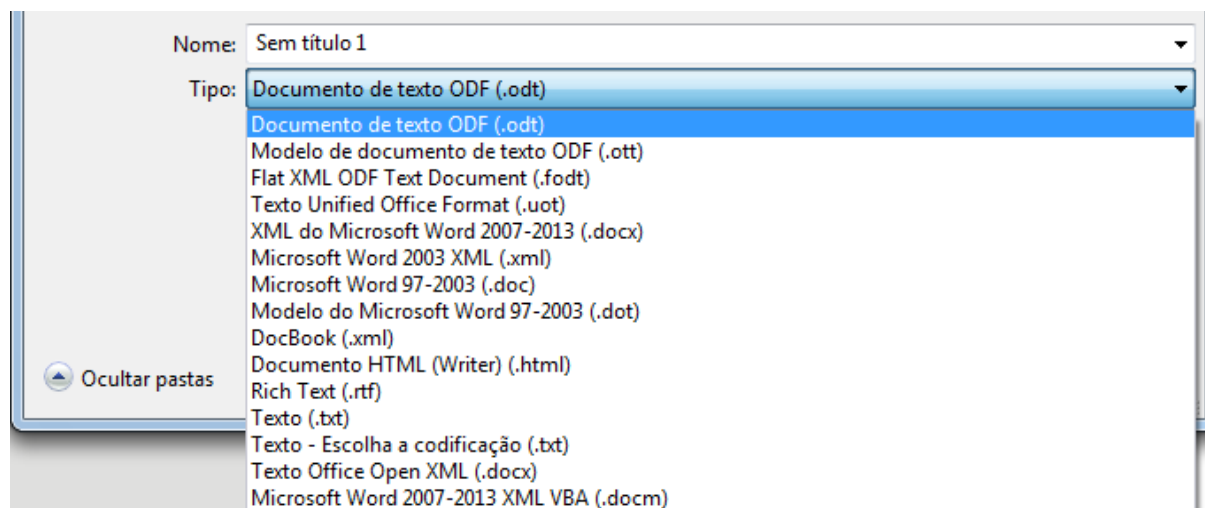 Nome: Sem título 1
Tipo: Documento de texto ODF (.odt)
Documento de texto ODF (.odt)
Modelo de documento de texto ODF (.ott)
Flat XML ODF Text Document (.fodt)
Texto Unified Office Format (.uot)
XML do Microsoft Word 2007-2013 (.docx)
Microsoft Word 2003 XML (.xml)
Microsoft Word 97-2003 (.doc)
Modelo do Microsoft Word 97-2003 (.dot)
DocBook (.xml)
Documento HTML (Writer) (.html)
Ocultar pastas
Rich Text (.rtf)
Texto (.txt)
Texto - Escolha a codificação (.txt)
Texto Office Open XML (.docx)
Microsoft Word 2007-2013 XML VBA (.docm)